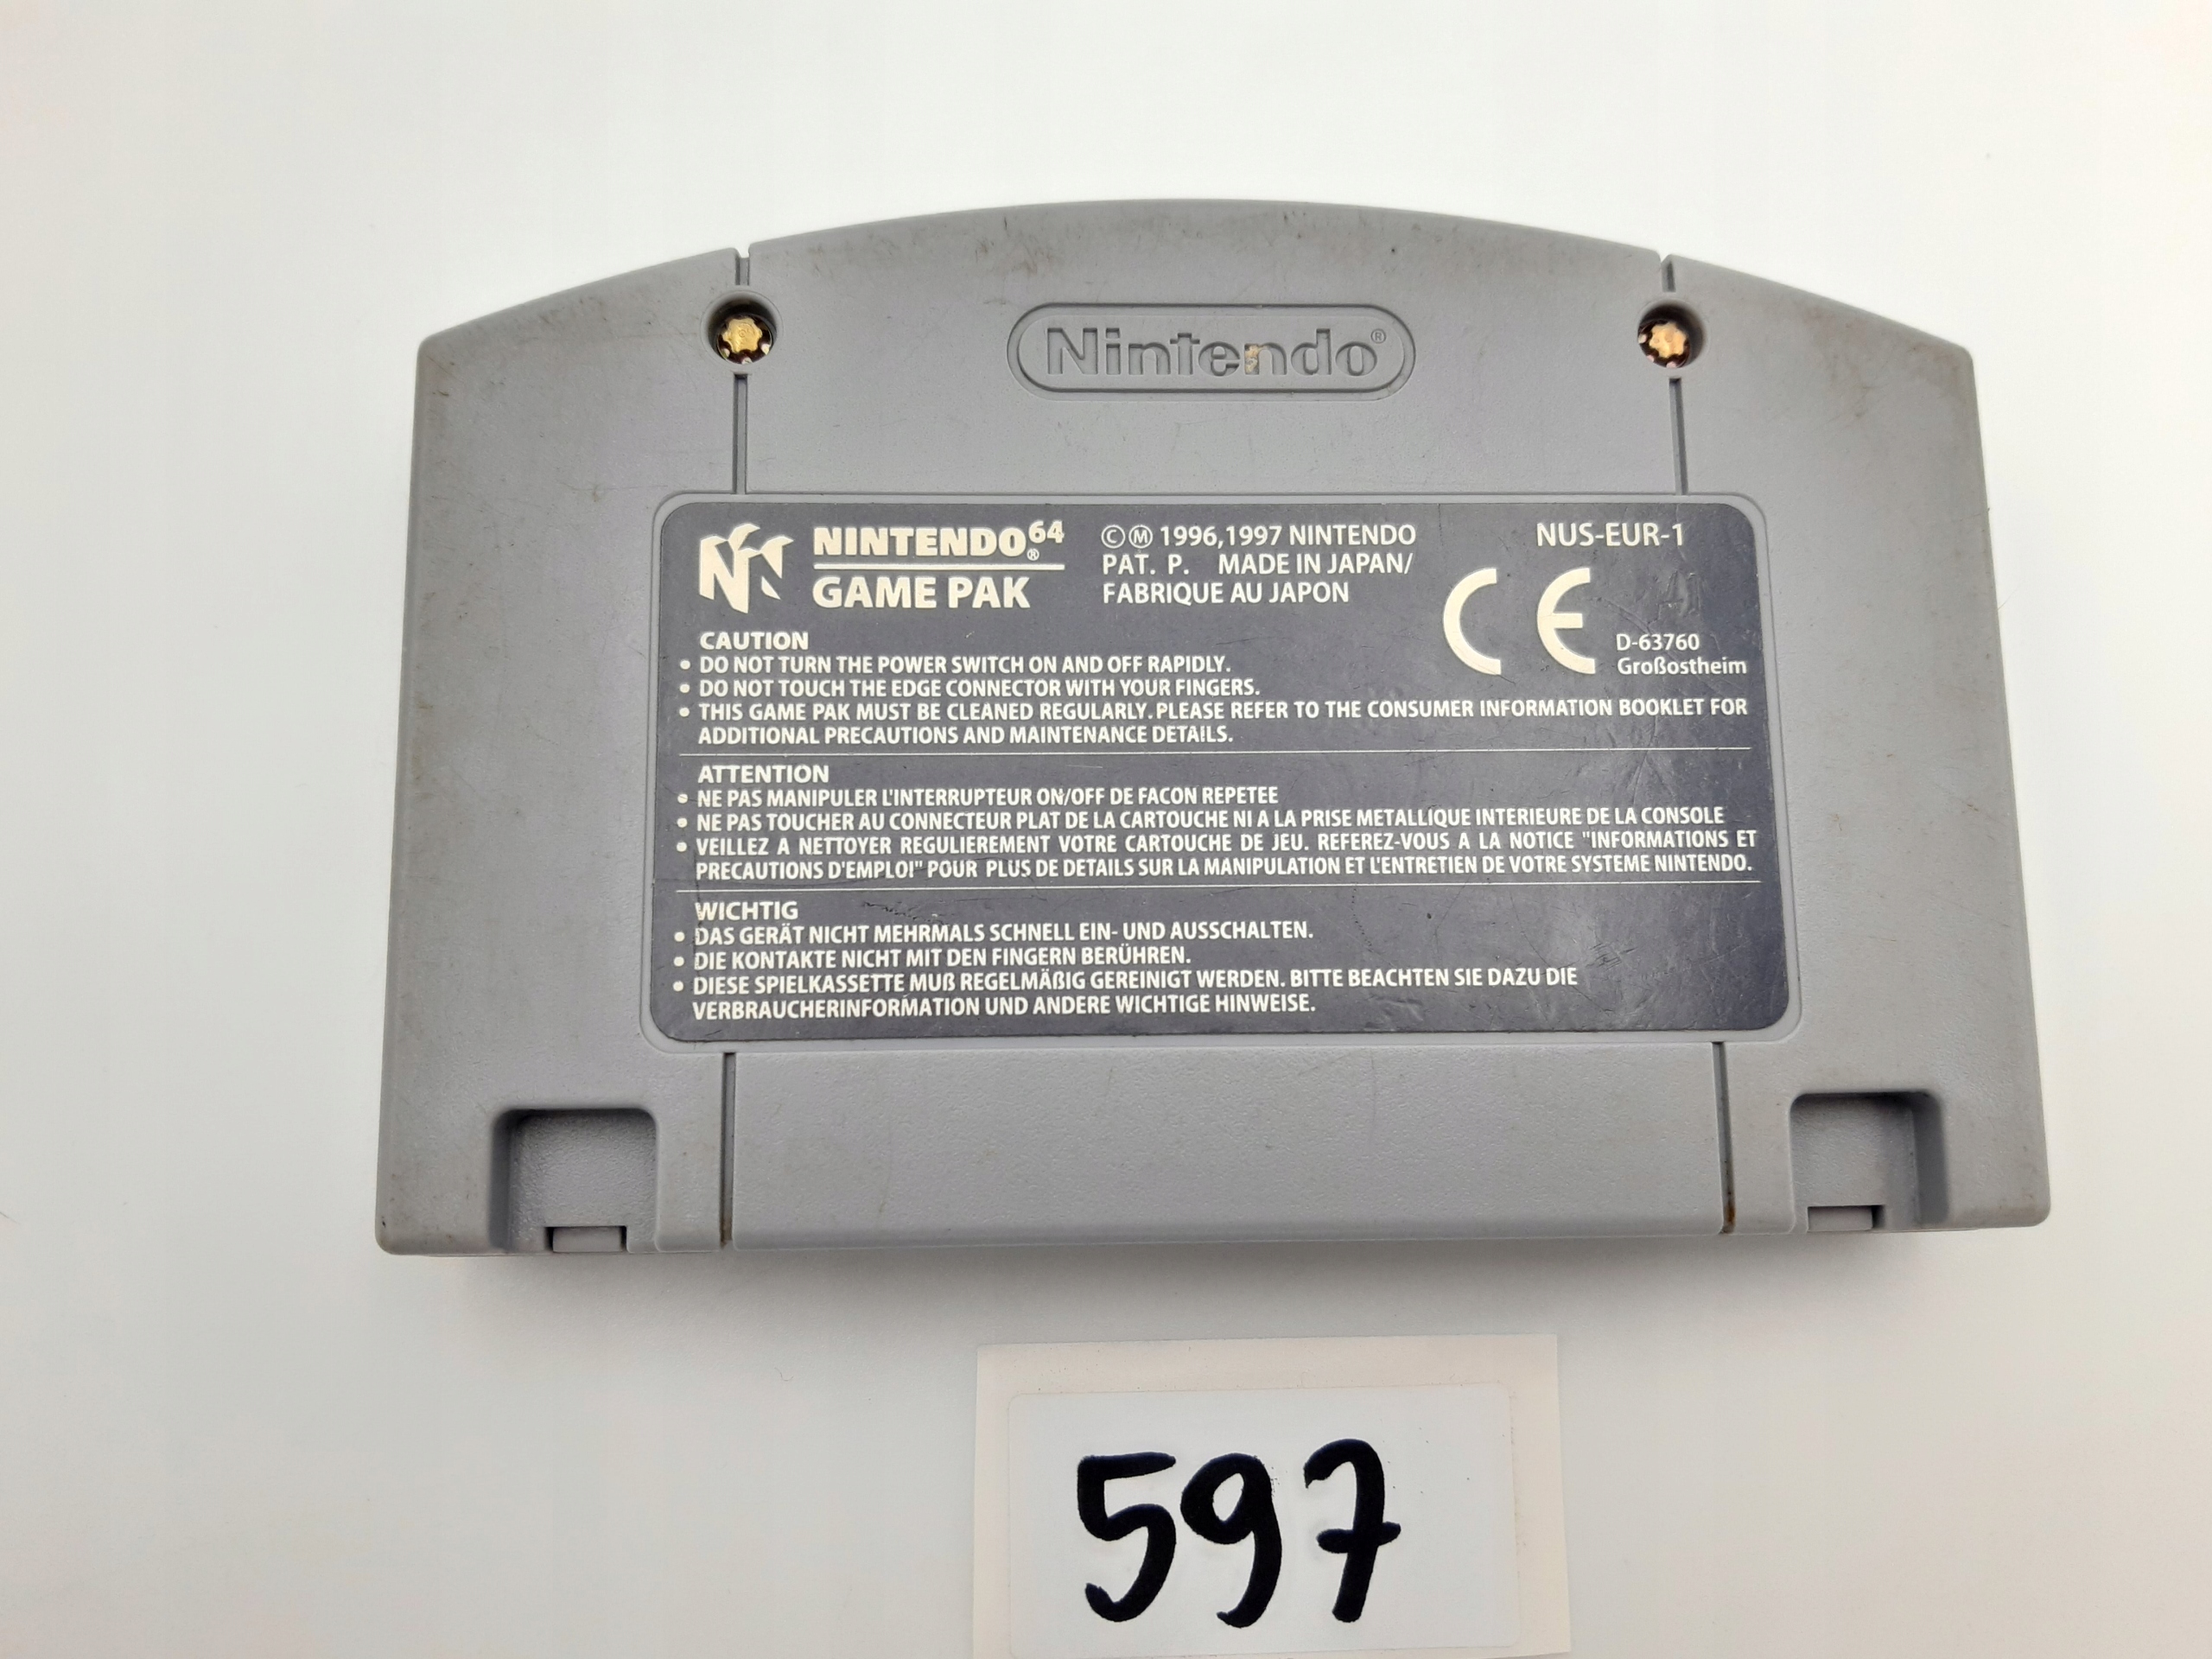 Nintendo®
NINTENDO64® GAME PAK
©Ⓜ 1996,1997 NINTENDO
PAT. P. MADE IN JAPAN/
FABRIQUE AU JAPON
NUS-EUR-1
CE
D-63760
Großostheim
CAUTION
• DO NOT TURN THE POWER SWITCH ON AND OFF RAPIDLY.
• DO NOT TOUCH THE EDGE CONNECTOR WITH YOUR FINGERS.
• THIS GAME PAK MUST BE CLEANED REGULARLY. PLEASE REFER TO THE CONSUMER INFORMATION BOOKLET FOR
ADDITIONAL PRECAUTIONS AND MAINTENANCE DETAILS.
ATTENTION
• NE PAS MANIPULER L'INTERRUPTEUR ON/OFF DE FACON REPETEE
• NE PAS TOUCHER AU CONNECTEUR PLAT DE LA CARTOUCHE NI A LA PRISE METALLIQUE INTERIEURE DE LA CONSOLE
• VEILLEZ A NETTOYER REGULIEREMENT VOTRE CARTOUCHE DE JEU. REFEREZ-VOUS A LA NOTICE "INFORMATIONS ET
PRECAUTIONS D'EMPLOI" POUR PLUS DE DETAILS SUR LA MANIPULATION ET L'ENTRETIEN DE VOTRE SYSTEME NINTENDO.
WICHTIG
• DAS GERÄT NICHT MEHRMALS SCHNELL EIN- UND AUSSCHALTEN.
• DIE KONTAKTE NICHT MIT DEN FINGERN BERÜHREN.
• DIESE SPIELKASSETTE MUß REGELMÄßIG GEREINIGT WERDEN. BITTE BEACHTEN SIE DAZU DIE
VERBRAUCHERINFORMATION UND ANDERE WICHTIGE HINWEISE.
597